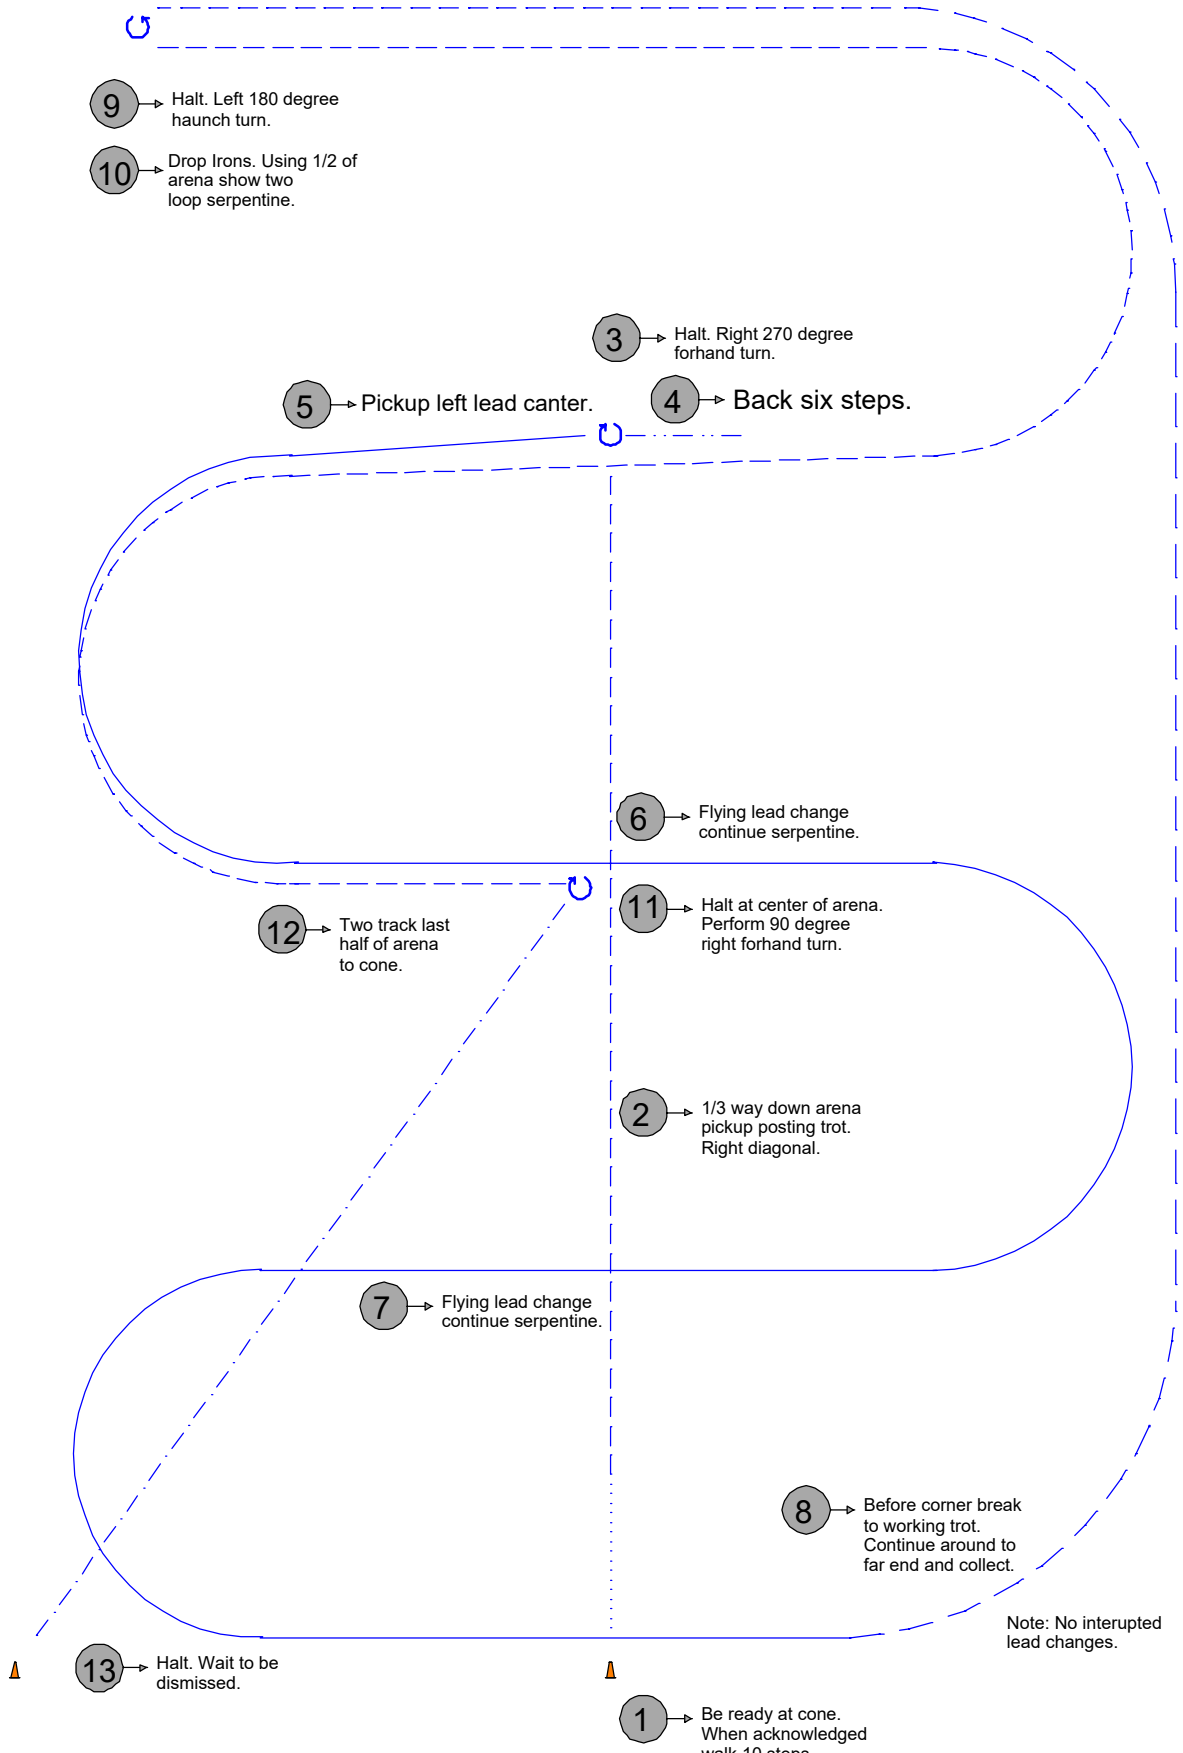 9
Halt. Left 180 degree
haunch turn.
10
Drop Irons. Using 1/2 of
arena show two
loop serpentine.
3
Halt. Right 270 degree
forhand turn.
5
Pickup left lead canter.
4
Back six steps.
6
Flying lead change
continue serpentine.
11
Halt at center of arena.
Perform 90 degree
right forhand turn.
12
Two track last
half of arena
to cone.
2
1/3 way down arena
pickup posting trot.
Right diagonal.
7
Flying lead change
continue serpentine.
8
Before corner break
to working trot.
Continue around to
far end and collect.
Note: No interupted
lead changes.
13
Halt. Wait to be
dismissed.
1
Be ready at cone.
When acknowledged
walk 10 steps